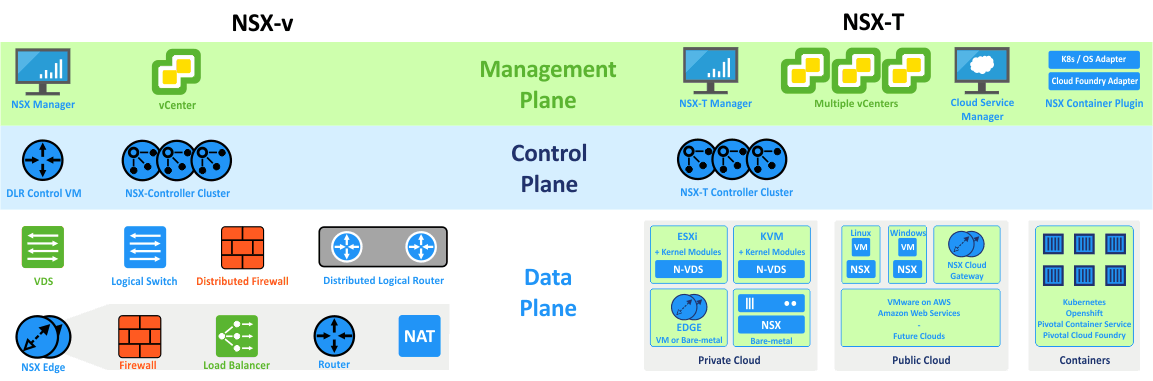 NSX-v
NSX-T
Management
Plane
NSX Manager
vCenter
NSX-T Manager
Multiple vCenters
Cloud Service
Manager
K8s / OS Adapter
Cloud Foundry Adapter
NSX Container Plugin
Control
Plane
DLR Control VM
NSX-Controller Cluster
NSX-T Controller Cluster
Data
Plane
VDS
Logical Switch
Distributed Firewall
Distributed Logical Router
NSX Edge
Firewall
Load Balancer
Router
NAT
ESXi
+ Kernel Modules
N-VDS
KVM
+ Kernel Modules
N-VDS
EDGE
VM or Bare-metal
NSX
Bare-metal
Private Cloud
Linux
VM
NSX
Windows
VM
NSX
NSX Cloud
Gateway
VMware on AWS
Amazon Web Services
-
Future Clouds
Public Cloud
Kubernetes
Openshift
Pivotal Container Service
Pivotal Cloud Foundry
Containers